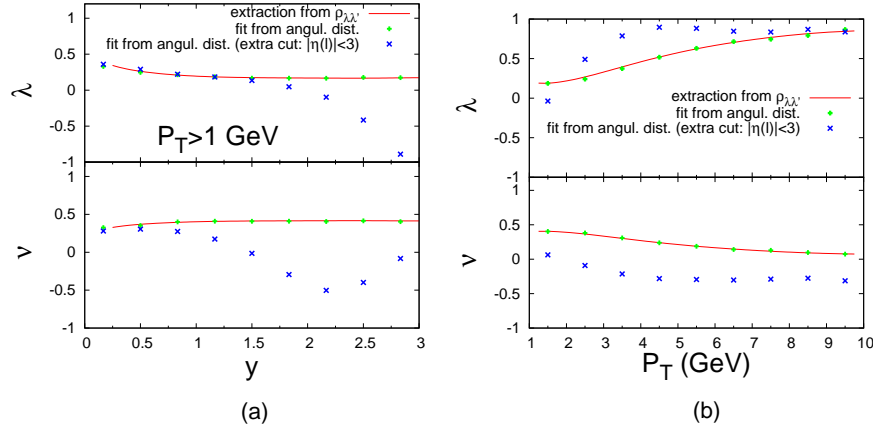 extraction from ρλλ'
fit from angul. dist.
fit from angul. dist. (extra cut: |η(l)|<3)
1
0.5
0
-0.5
-1
λ
P_T>1 GeV
1
0.5
0
-0.5
-1
ν
0 0.5 1 1.5 2 2.5 3
y
(a)
1
0.5
0
-0.5
-1
λ
extraction from ρλλ'
fit from angul. dist.
fit from angul. dist.
(extra cut: |η(l)|<3)
1
0.5
0
-0.5
-1
ν
1 2 3 4 5 6 7 8 9 10
P_T (GeV)
(b)